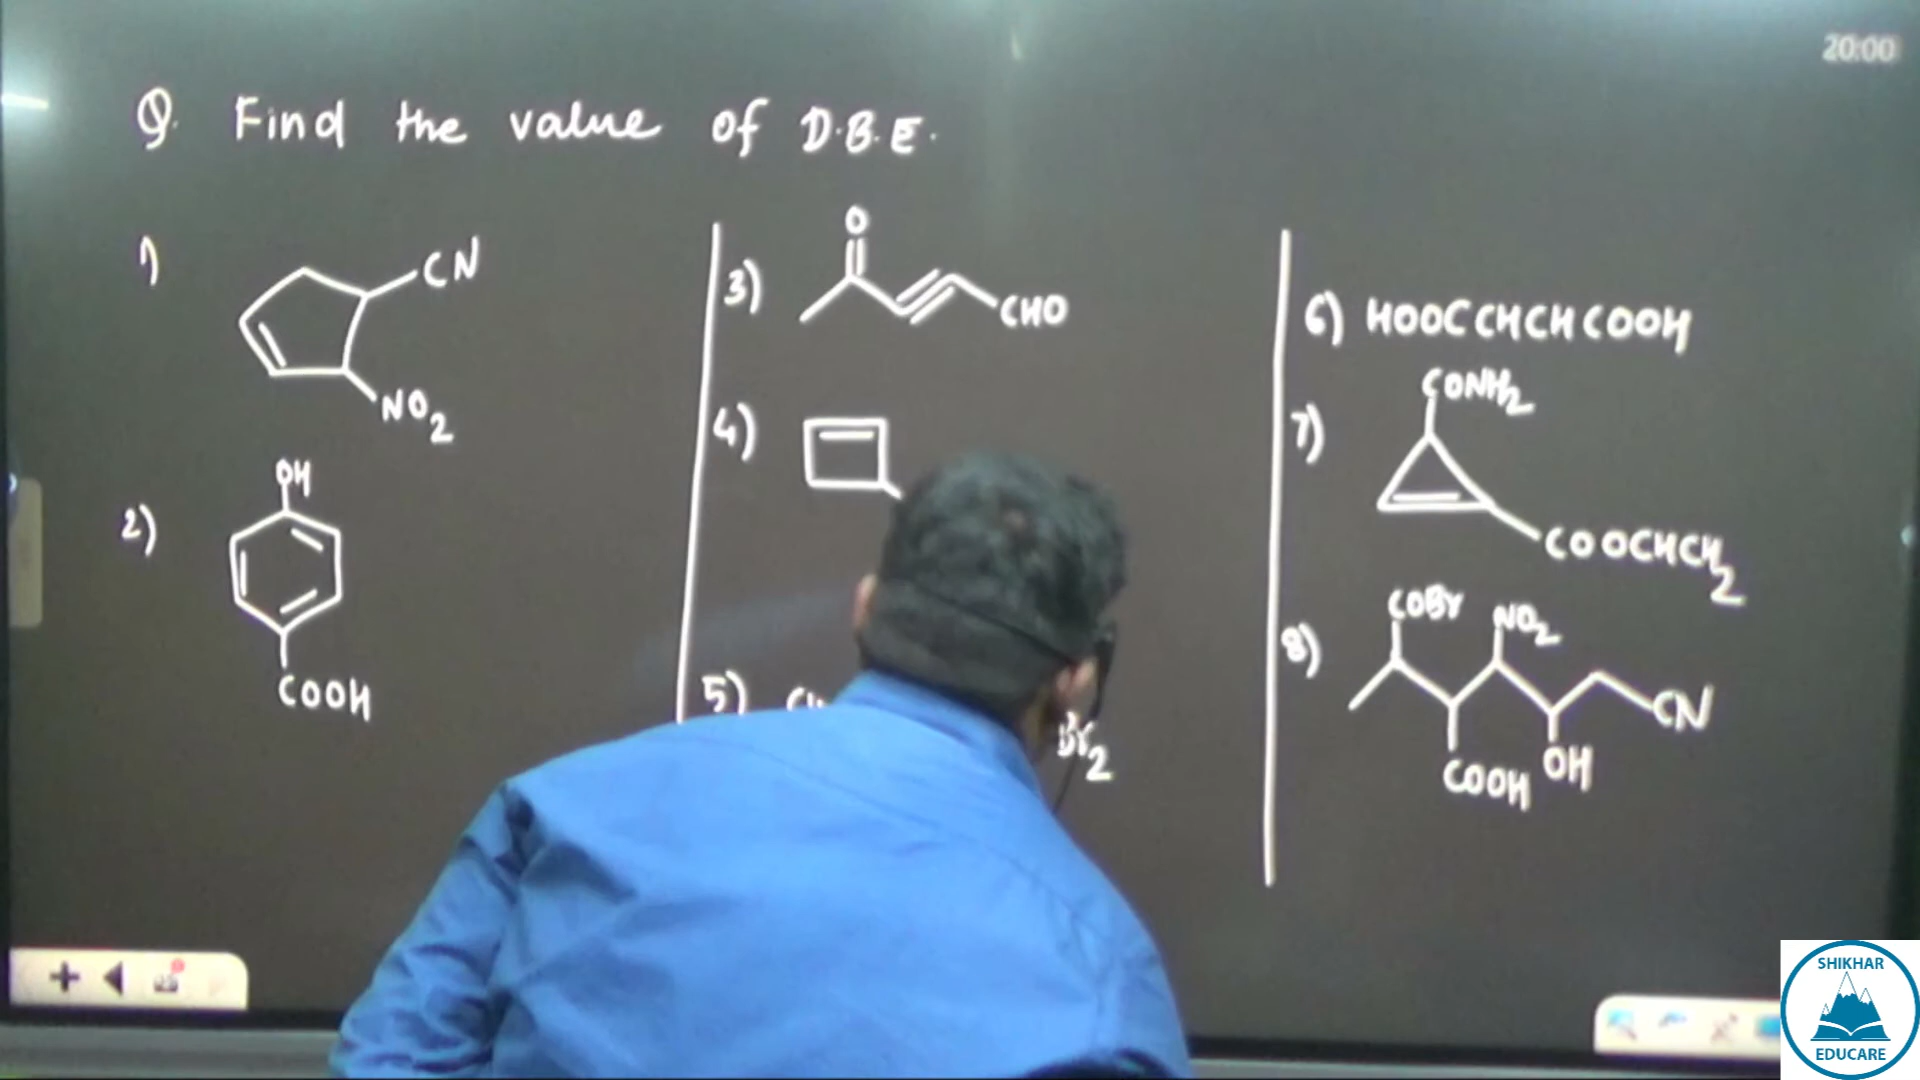 20:00
Q. Find the value of D.B.E.
1)
CN
NO2
2)
OH
COOH
3)
O
CHO
4)
5)
Br2
6) HOOCCHCHCOOH
7)
CONH2
COOCHCH2
8)
COBr NO2
CN
COOH OH
SHIKHAR
EDUCARE